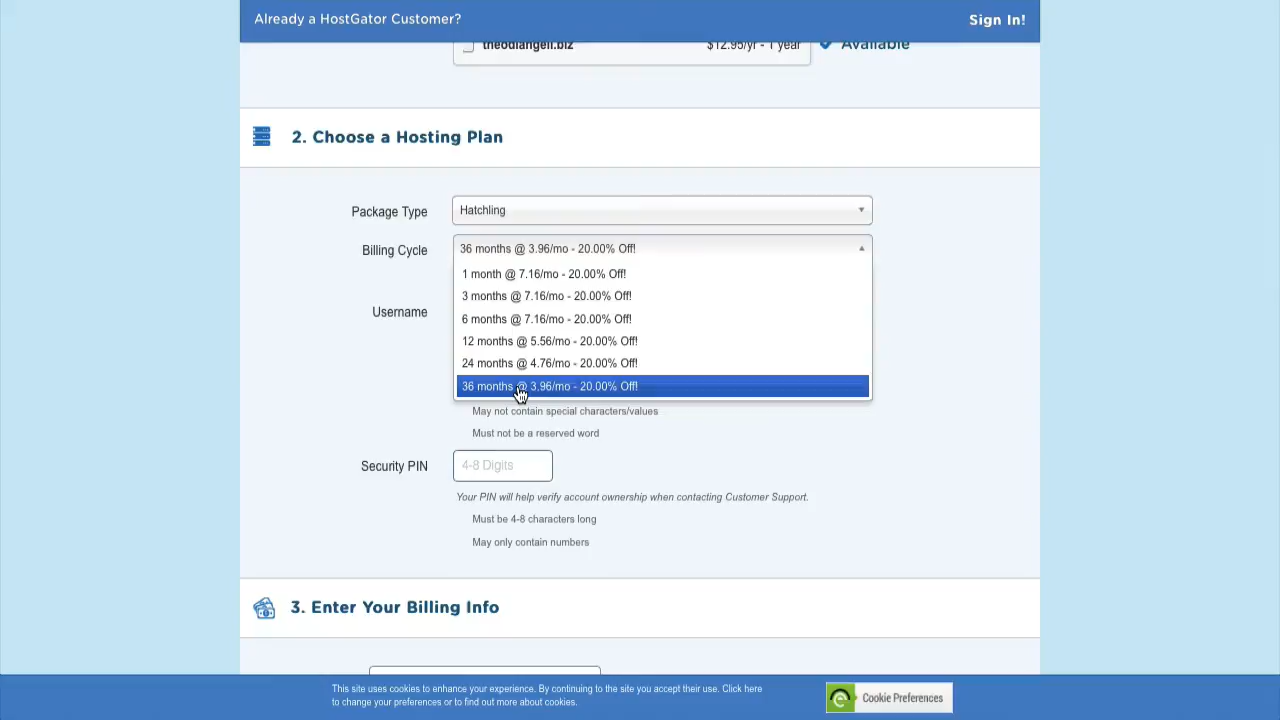 Already a HostGator Customer?
Sign In!
theodiangeli.biz
$12.95/yr - 1 year
Available
2. Choose a Hosting Plan
Package Type
Hatchling
Billing Cycle
36 months @ 3.96/mo - 20.00% Off!
1 month @ 7.16/mo - 20.00% Off!
3 months @ 7.16/mo - 20.00% Off!
6 months @ 7.16/mo - 20.00% Off!
Username
12 months @ 5.56/mo - 20.00% Off!
24 months @ 4.76/mo - 20.00% Off!
36 months @ 3.96/mo - 20.00% Off!
May not contain special characters/values
Must not be a reserved word
Security PIN
4-8 Digits
Your PIN will help verify account ownership when contacting Customer Support.
Must be 4-8 characters long
May only contain numbers
3. Enter Your Billing Info
This site uses cookies to enhance your experience. By continuing to the site you accept their use. Click here
to change your preferences or to find out more about cookies.
Cookie Preferences